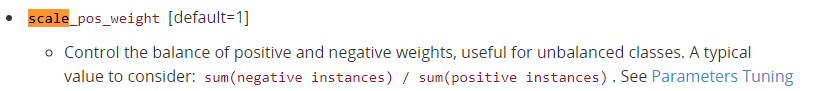 scale_pos_weight [default=1]
Control the balance of positive and negative weights, useful for unbalanced classes. A typical
value to consider: sum(negative instances) / sum(positive instances) . See Parameters Tuning